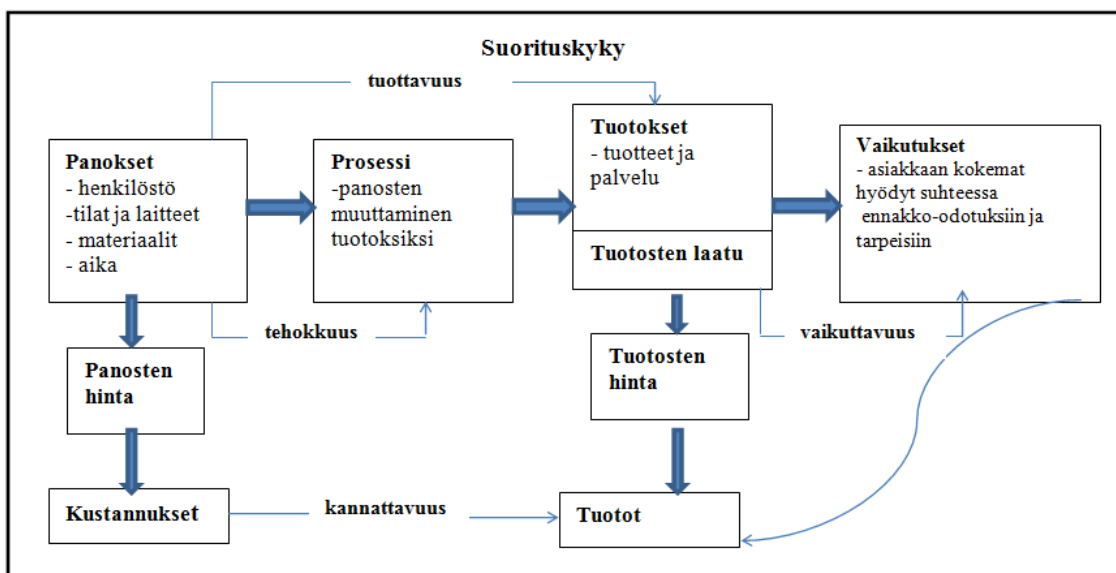 Suorituskyky
tuottavuus
Panokset
- henkilöstö
-tilat ja laitteet
- materiaalit
- aika
Prosessi
-panosten
muuttaminen
tuotoksiksi
Tuotokset
- tuotteet ja
palvelu
Tuotosten laatu
Vaikutukset
- asiakkaan kokemat
hyödyt suhteessa
ennakko-odotuksiin ja
tarpeisiin
tehokkuus
vaikuttavuus
Panosten
hinta
Tuotosten
hinta
Kustannukset
kannattavuus
Tuotot